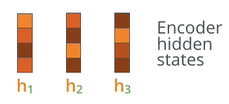 Encoder
hidden
states
h₁ h₂ h₃